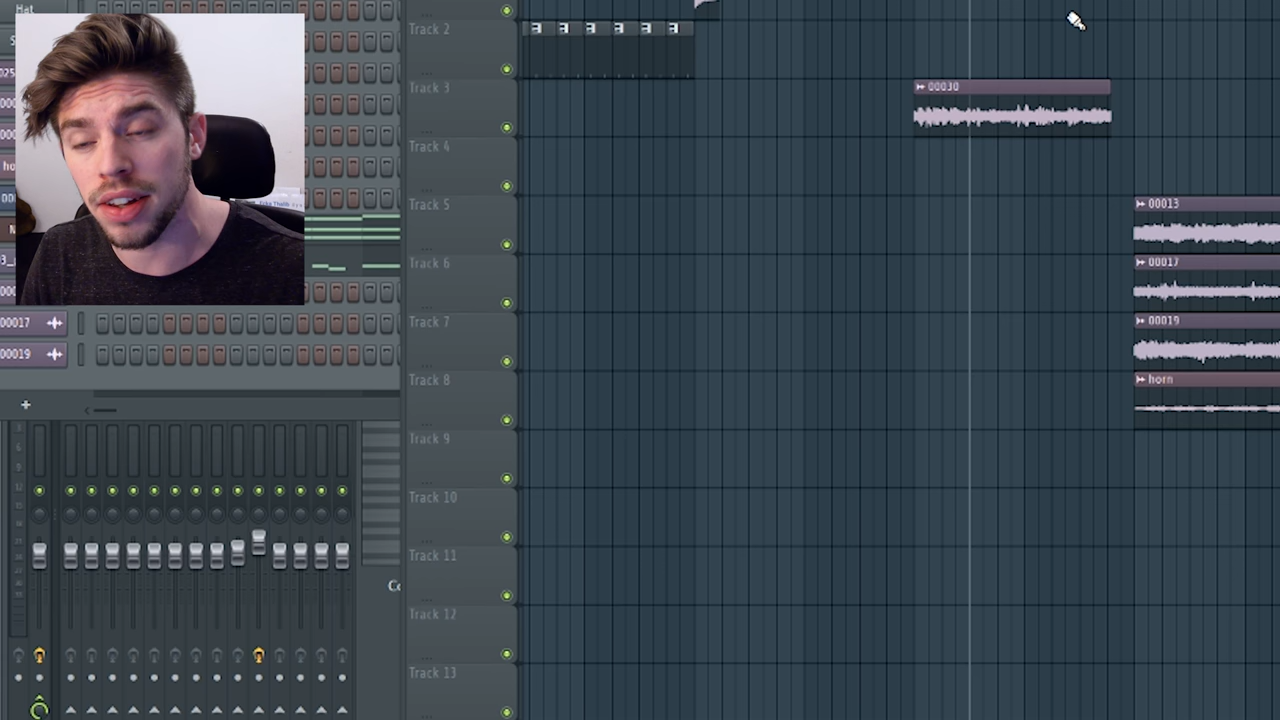 Hat
Track 2
Track 3
00030
Track 4
Track 5
00013
Track 6
00017
Track 7
00019
Track 8
horn
Track 9
Track 10
Track 11
Track 12
Track 13
00017
00019